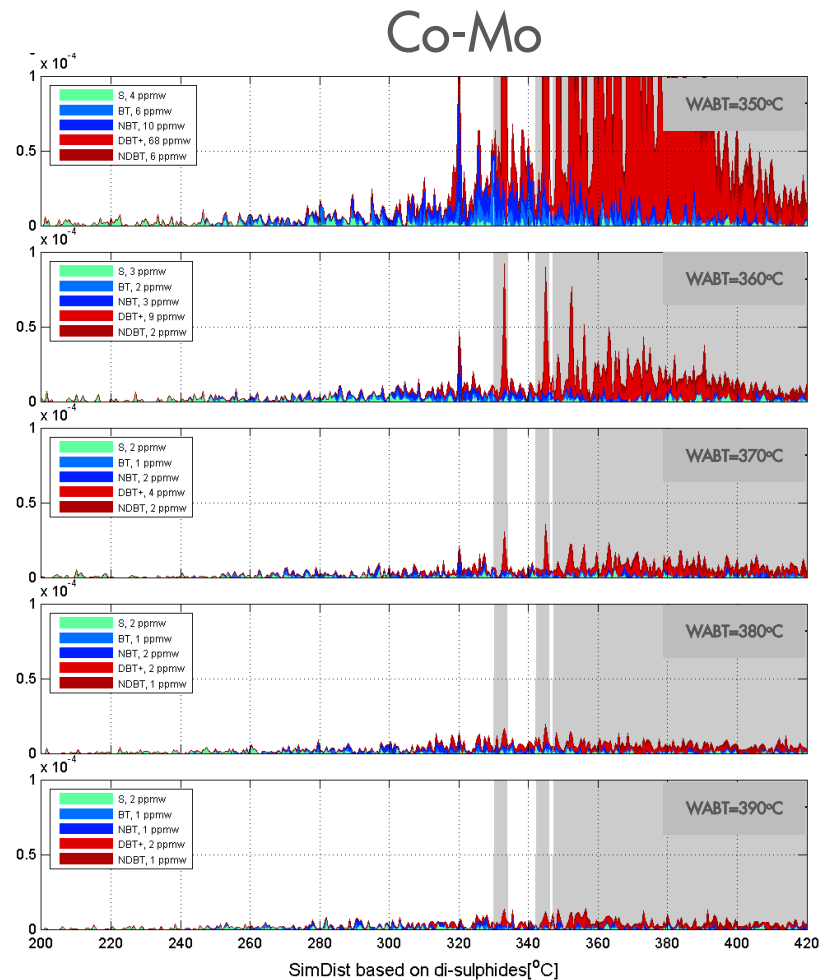 Co-Mo
x 10⁻⁴
1
0.5
0
S, 4 ppmw
BT, 6 ppmw
NBT, 10 ppmw
DBT+, 68 ppmw
NDBT, 6 ppmw
WABT=350ºC
x 10⁻⁴
1
0.5
0
S, 3 ppmw
BT, 2 ppmw
NBT, 3 ppmw
DBT+, 9 ppmw
NDBT, 2 ppmw
WABT=360ºC
x 10⁻⁴
1
0.5
0
S, 2 ppmw
BT, 1 ppmw
NBT, 2 ppmw
DBT+, 4 ppmw
NDBT, 2 ppmw
WABT=370ºC
x 10⁻⁴
1
0.5
0
S, 2 ppmw
BT, 1 ppmw
NBT, 2 ppmw
DBT+, 2 ppmw
NDBT, 1 ppmw
WABT=380ºC
x 10⁻⁴
1
0.5
0
S, 2 ppmw
BT, 1 ppmw
NBT, 1 ppmw
DBT+, 2 ppmw
NDBT, 1 ppmw
WABT=390ºC
200 220 240 260 280 300 320 340 360 380 400 420
SimDist based on di-sulphides[⁰C]